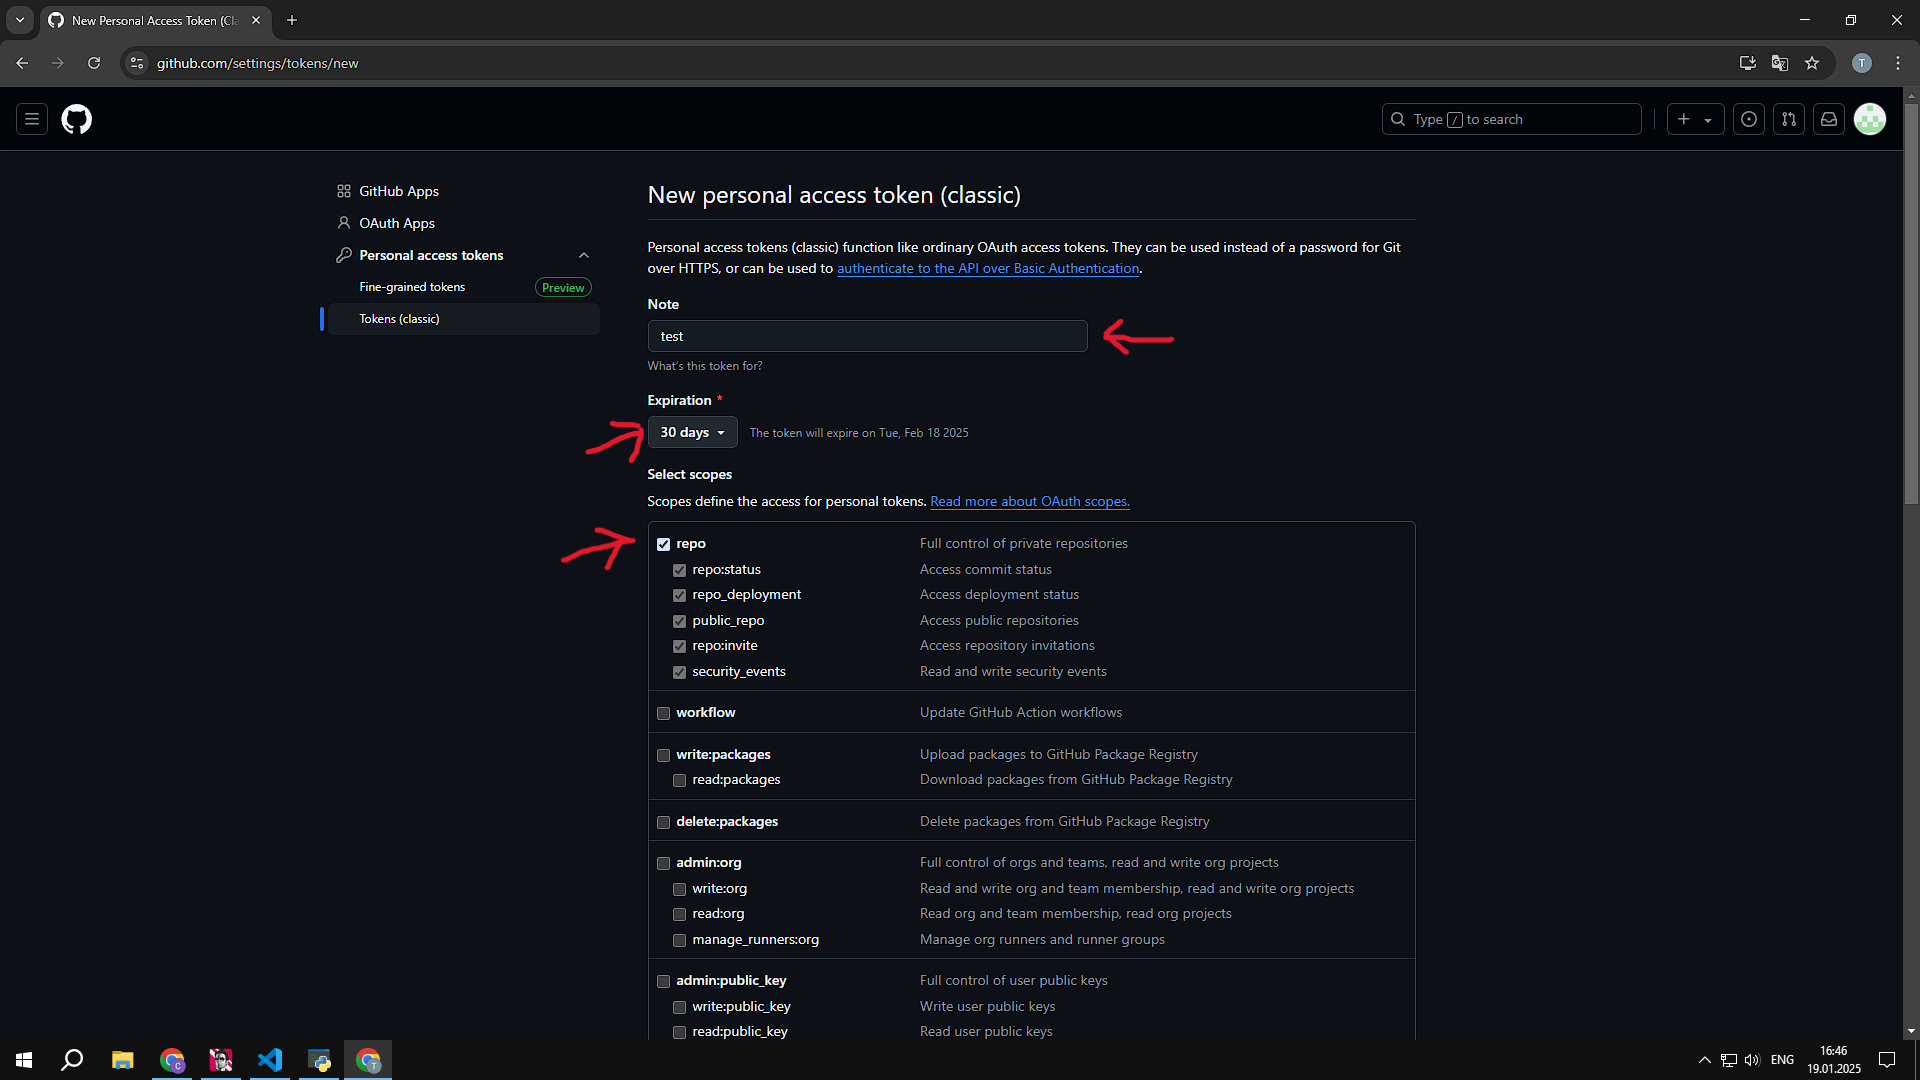 New Personal Access Token (Cla
github.com/settings/tokens/new
T
Type / to search
GitHub Apps
OAuth Apps
Personal access tokens
Fine-grained tokens Preview
Tokens (classic)
New personal access token (classic)
Personal access tokens (classic) function like ordinary OAuth access tokens. They can be used instead of a password for Git
over HTTPS, or can be used to authenticate to the API over Basic Authentication.
Note
test
What's this token for?
Expiration *
30 days The token will expire on Tue, Feb 18 2025
Select scopes
Scopes define the access for personal tokens. Read more about OAuth scopes.
repo Full control of private repositories
repo:status Access commit status
repo_deployment Access deployment status
public_repo Access public repositories
repo:invite Access repository invitations
security_events Read and write security events
workflow Update GitHub Action workflows
write:packages Upload packages to GitHub Package Registry
read:packages Download packages from GitHub Package Registry
delete:packages Delete packages from GitHub Package Registry
admin:org Full control of orgs and teams, read and write org projects
write:org Read and write org and team membership, read and write org projects
read:org Read org and team membership, read org projects
manage_runners:org Manage org runners and runner groups
admin:public_key Full control of user public keys
write:public_key Write user public keys
read:public_key Read user public keys
C
T
ENG
16:46
19.01.2025